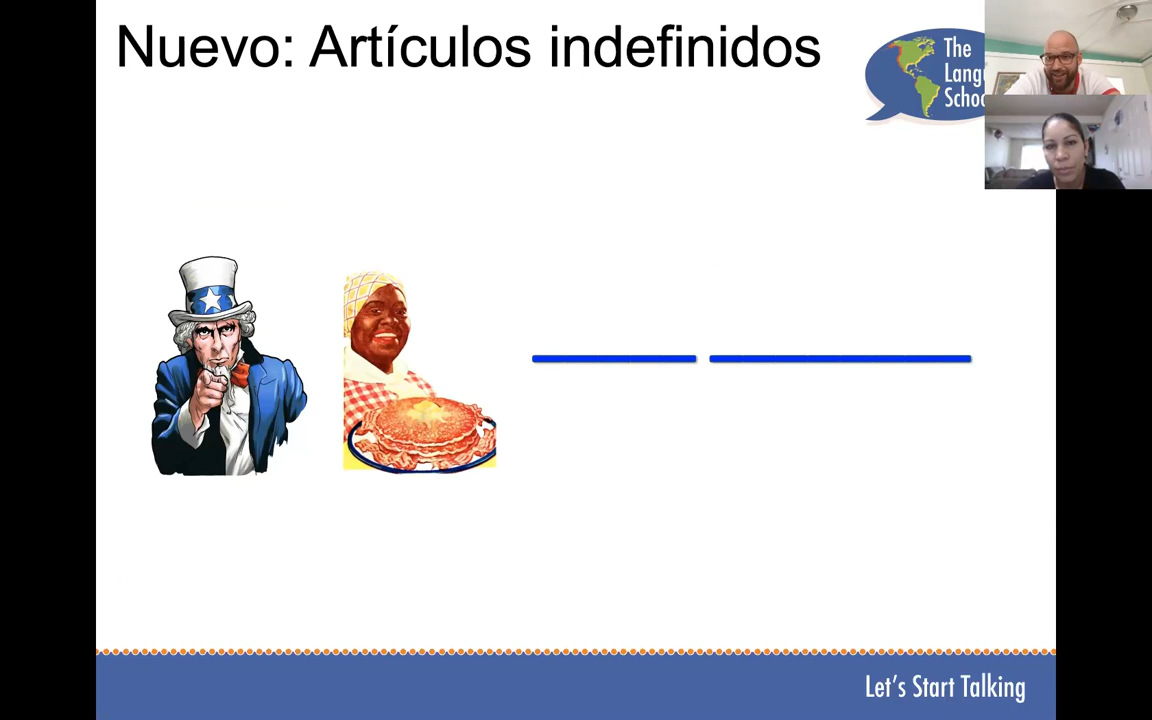 Nuevo: Artículos indefinidos
The
Lang
Schoo
Let's Start Talking